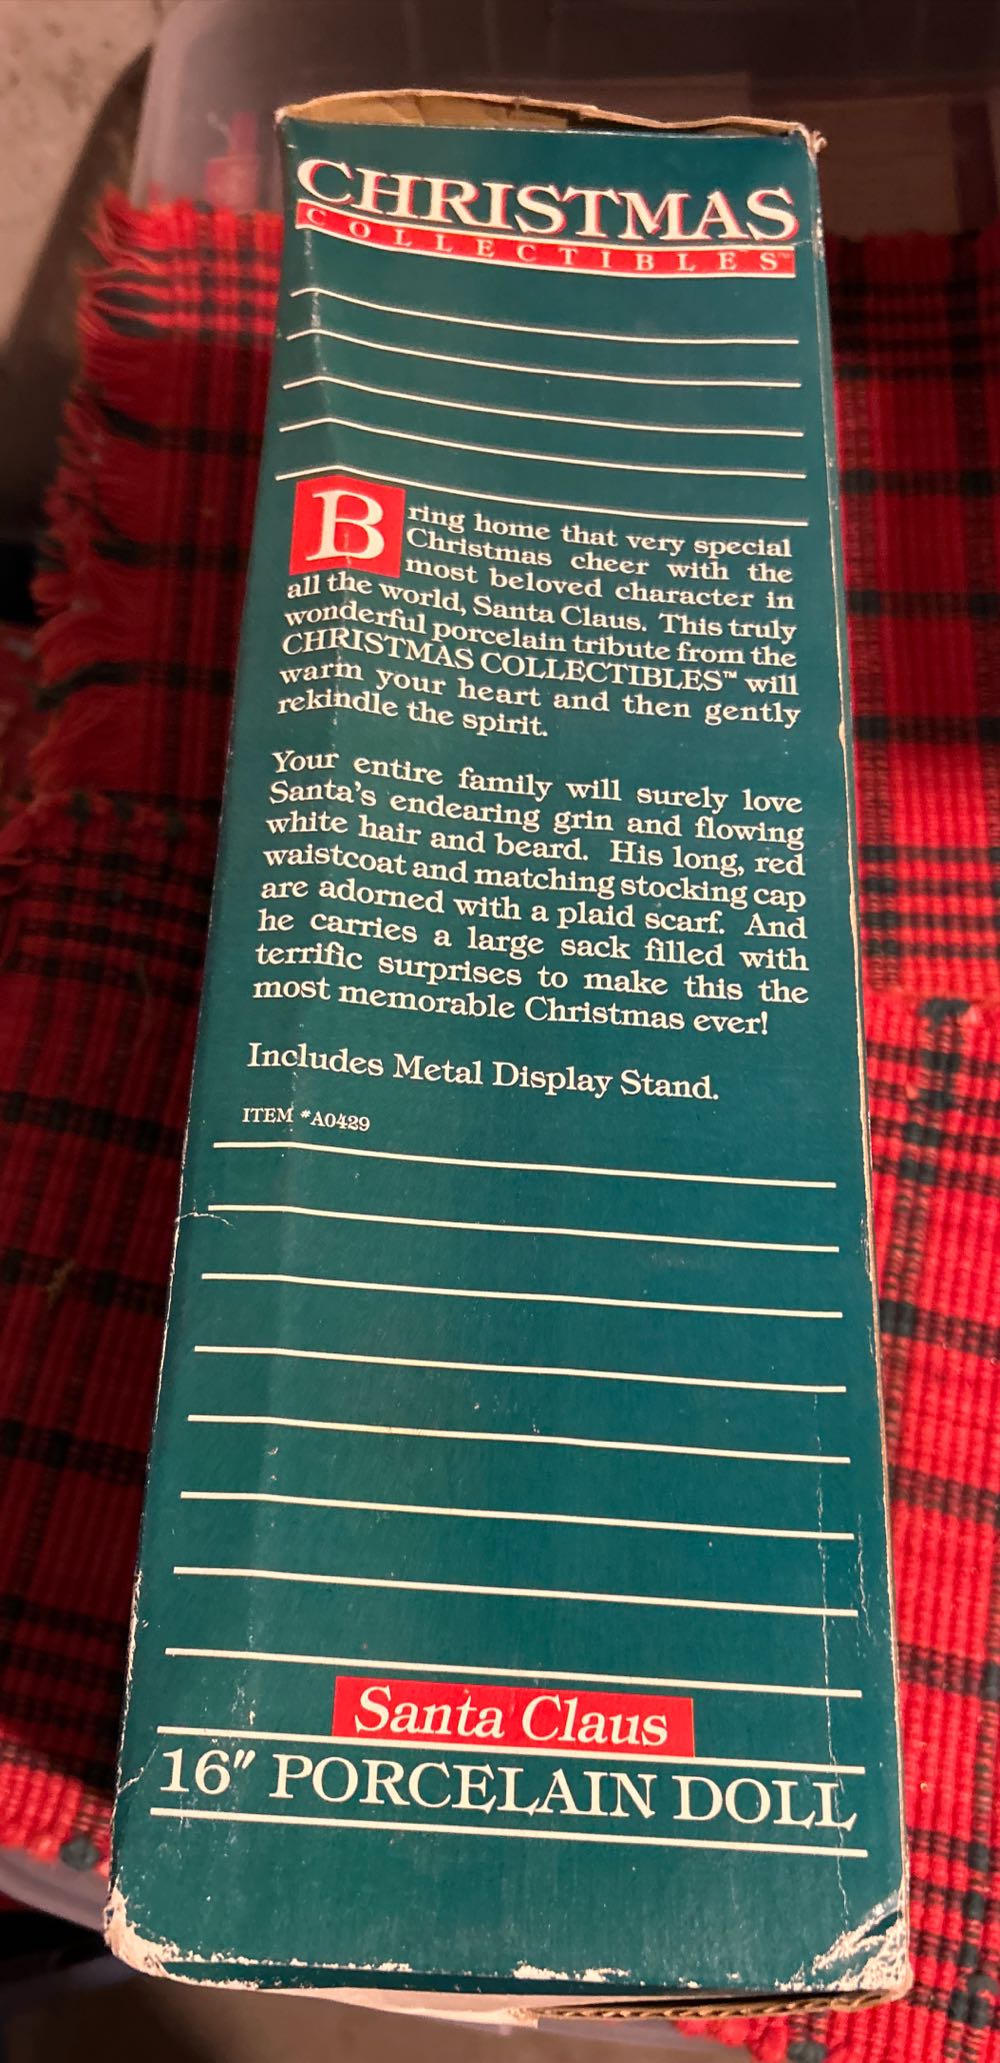 CHRISTMAS
COLLECTIBLES™
Bring home that very special
Christmas cheer with the
most beloved character in
all the world, Santa Claus. This truly
wonderful porcelain tribute from the
CHRISTMAS COLLECTIBLES™ will
warm your heart and then gently
rekindle the spirit.
Your entire family will surely love
Santa's endearing grin and flowing
white hair and beard. His long, red
waistcoat and matching stocking cap
are adorned with a plaid scarf. And
he carries a large sack filled with
terrific surprises to make this the
most memorable Christmas ever!
Includes Metal Display Stand.
ITEM #A0429
Santa Claus
16" PORCELAIN DOLL